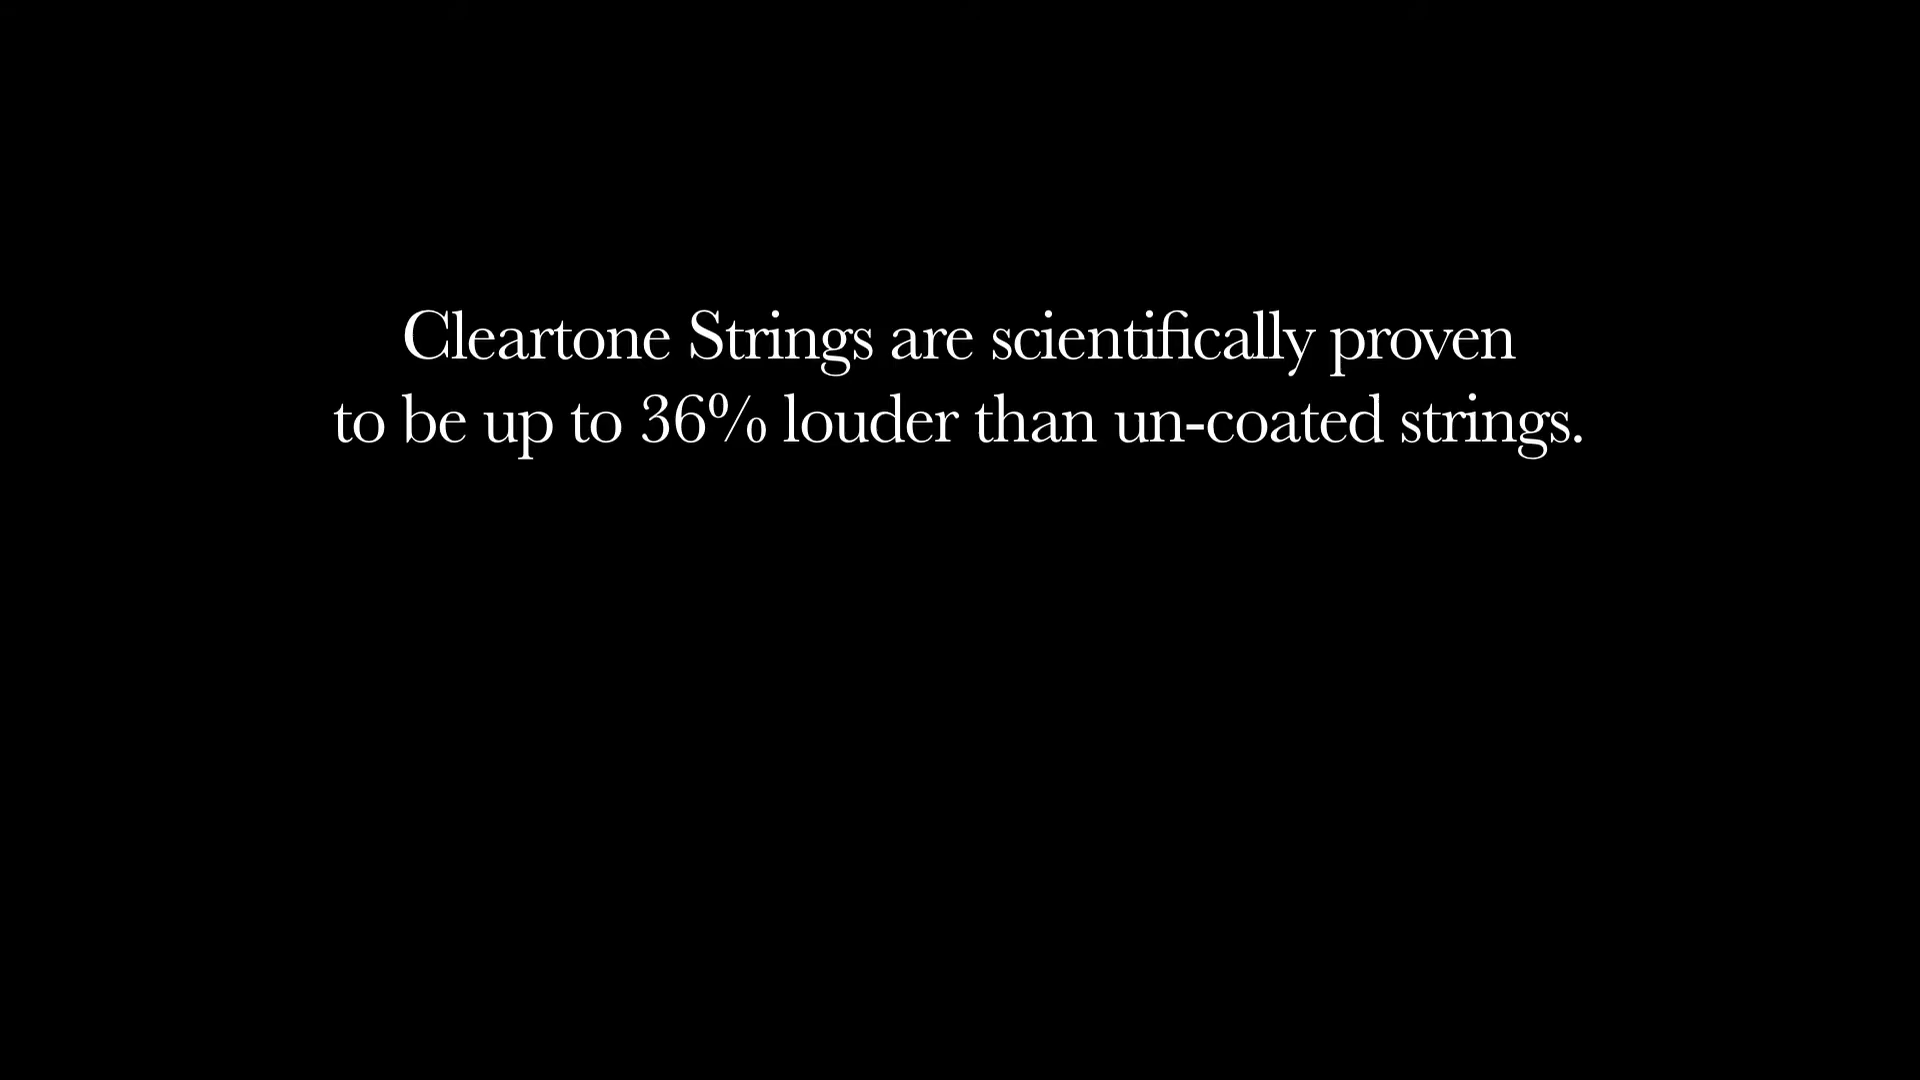 Cleartone Strings are scientifically proven
to be up to 36% louder than un-coated strings.